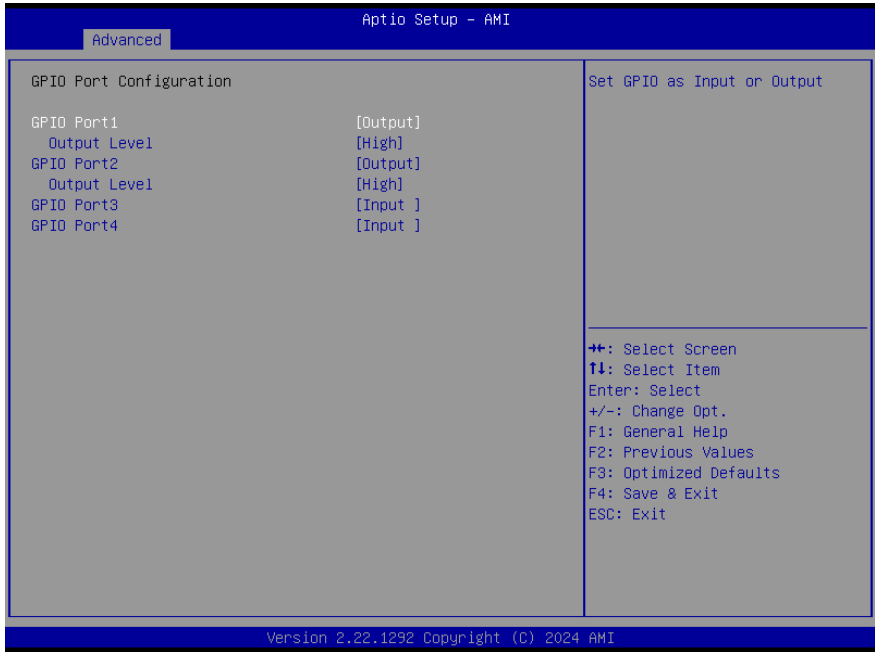 Aptio Setup – AMI
Advanced
GPIO Port Configuration
GPIO Port1 [Output]
Output Level [High]
GPIO Port2 [Output]
Output Level [High]
GPIO Port3 [Input ]
GPIO Port4 [Input ]
Set GPIO as Input or Output
→←: Select Screen
↑↓: Select Item
Enter: Select
+/-: Change Opt.
F1: General Help
F2: Previous Values
F3: Optimized Defaults
F4: Save & Exit
ESC: Exit
Version 2.22.1292 Copyright (C) 2024 AMI